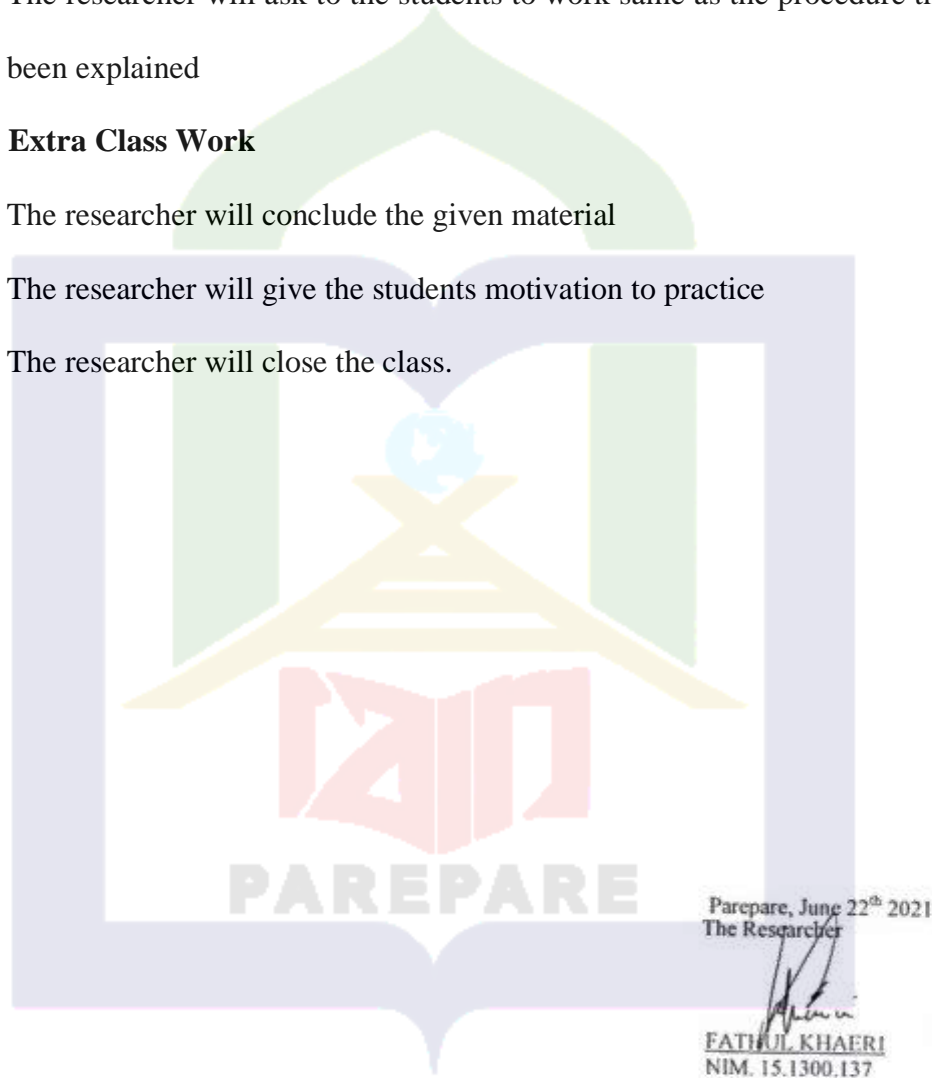 The researcher will ask to the students to work same as the procedure
been explained
Extra Class Work
The researcher will conclude the given material
The researcher will give the students motivation to practice
The researcher will close the class.
PAREPARE
Parepare, June 22th 2021
The Researcher
FATHUL KHAERI
NIM. 15.1300.137